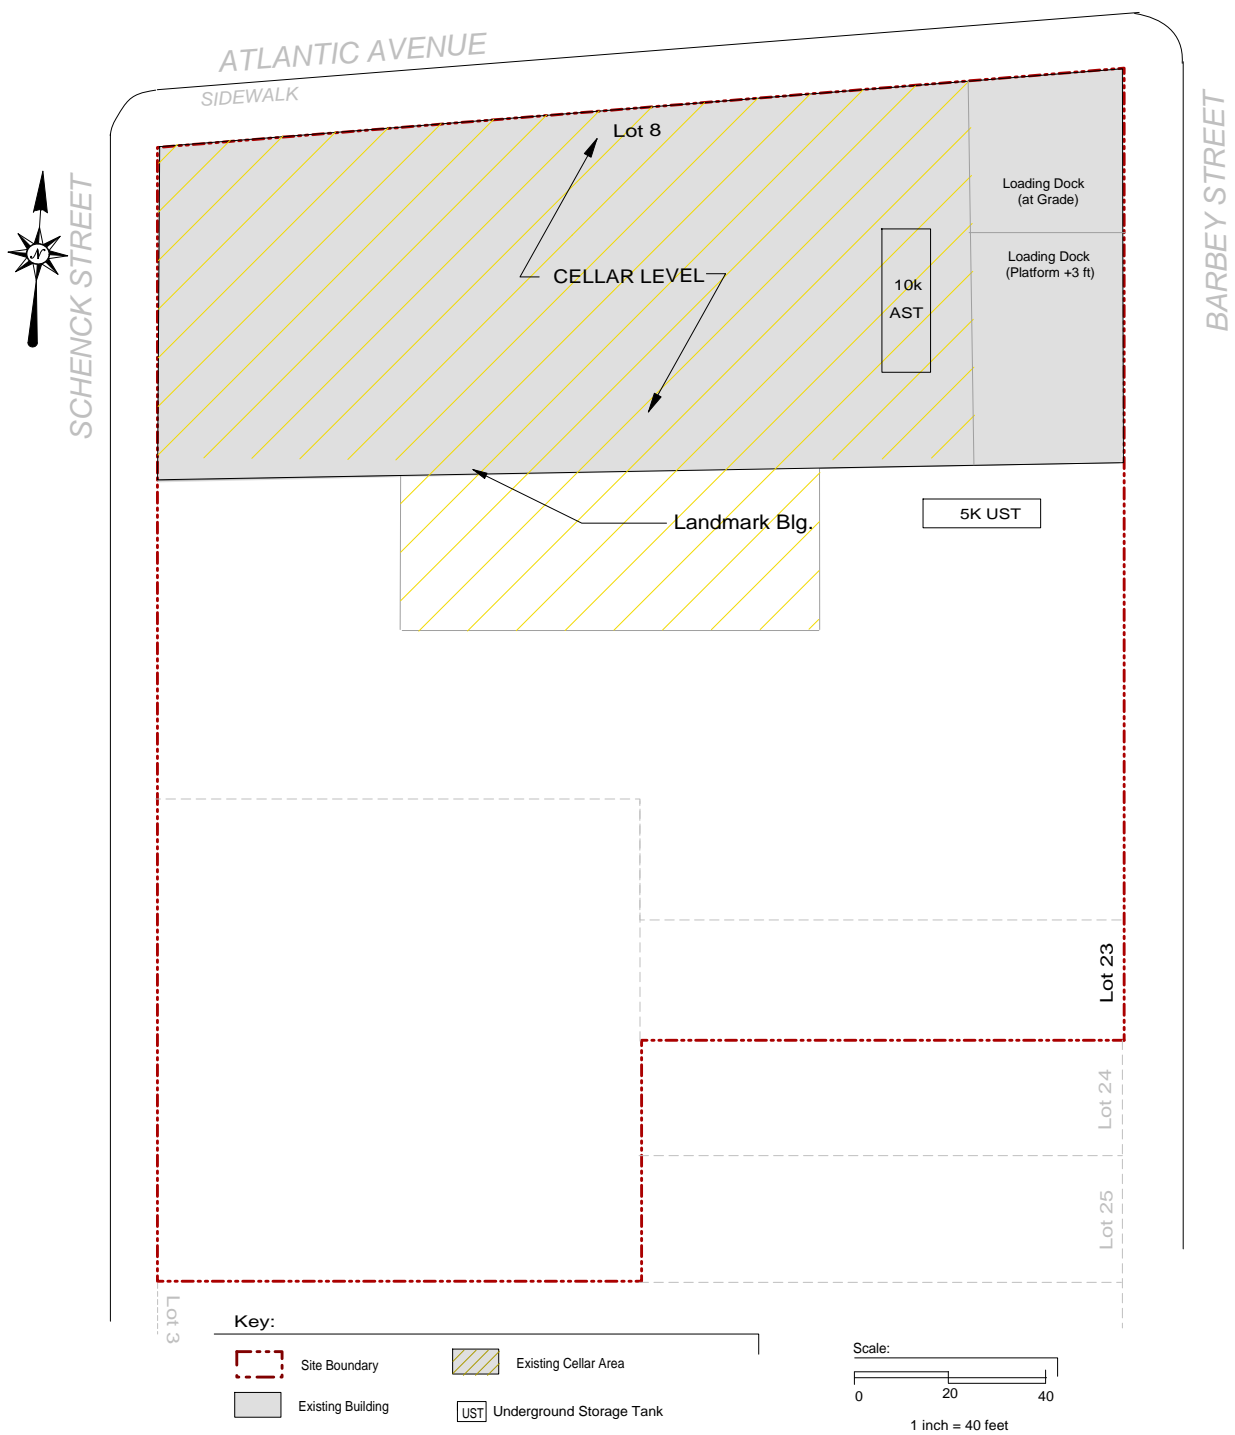 ATLANTIC AVENUE
SIDEWALK
Lot 8
BARBEY STREET
SCHENCK STREET
N
Loading Dock
(at Grade)
Loading Dock
(Platform +3 ft)
CELLAR LEVEL
10k
AST
Landmark Blg.
5K UST
Lot 23
Lot 24
Lot 25
Lot 3
Key:
Site Boundary
Existing Cellar Area
Existing Building
UST
Underground Storage Tank
Scale:
0 20 40
1 inch = 40 feet